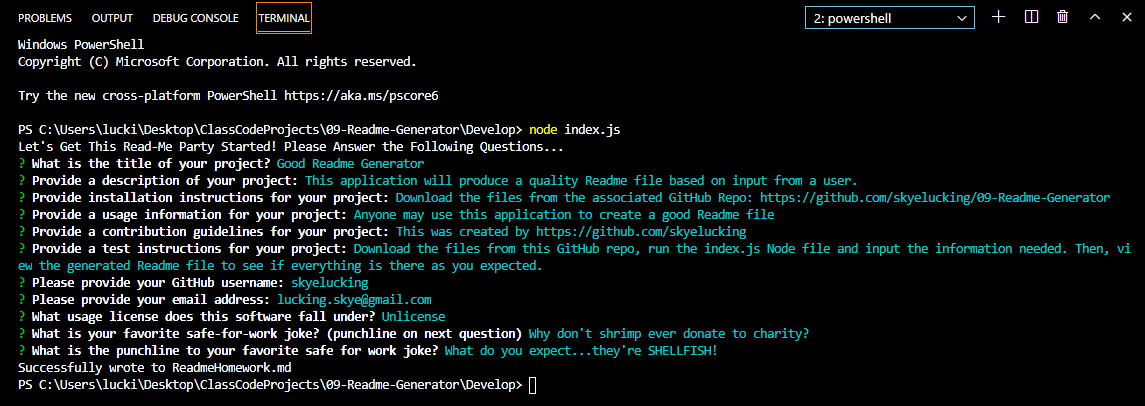 PROBLEMS OUTPUT DEBUG CONSOLE TERMINAL 2: powershell
Windows PowerShell
Copyright (C) Microsoft Corporation. All rights reserved.
Try the new cross-platform PowerShell https://aka.ms/pscore6
PS C:\Users\lucki\Desktop\ClassCodeProjects\09-Readme-Generator\Develop> node index.js
Let's Get This Read-Me Party Started! Please Answer the Following Questions...
? What is the title of your project? Good Readme Generator
? Provide a description of your project: This application will produce a quality Readme file based on input from a user.
? Provide installation instructions for your project: Download the files from the associated GitHub Repo: https://github.com/skyelucking/09-Readme-Generator
? Provide a usage information for your project: Anyone may use this application to create a good Readme file
? Provide a contribution guidelines for your project: This was created by https://github.com/skyelucking
? Provide a test instructions for your project: Download the files from this GitHub repo, run the index.js Node file and input the information needed. Then, vi
ew the generated Readme file to see if everything is there as you expected.
? Please provide your GitHub username: skyelucking
? Please provide your email address: lucking.skye@gmail.com
? What usage license does this software fall under? Unlicense
? What is your favorite safe-for-work joke? (punchline on next question) Why don't shrimp ever donate to charity?
? What is the punchline to your favorite safe for work joke? What do you expect...they're SHELLFISH!
Successfully wrote to ReadmeHomework.md
PS C:\Users\lucki\Desktop\ClassCodeProjects\09-Readme-Generator\Develop>